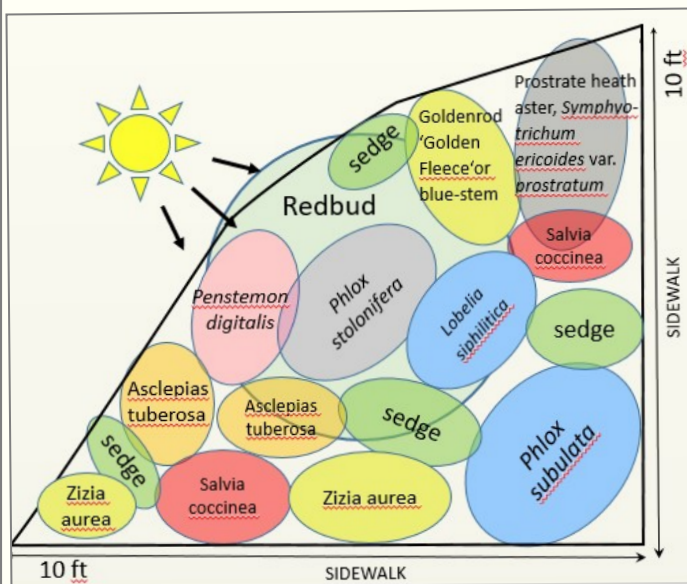 10 ft
Prostrate heath
aster, Symphyo-
trichum
ericoides var.
prostratum
Goldenrod
‘Golden
Fleece‘or
blue-stem
sedge
Redbud
Salvia
coccinea
Penstemon
digitalis
Phlox
stolonifera
Lobelia
siphilitica
sedge
SIDEWALK
Asclepias
tuberosa
Asclepias
tuberosa
sedge
Phlox
subulata
sedge
Zizia
aurea
Salvia
coccinea
Zizia aurea
10 ft
SIDEWALK